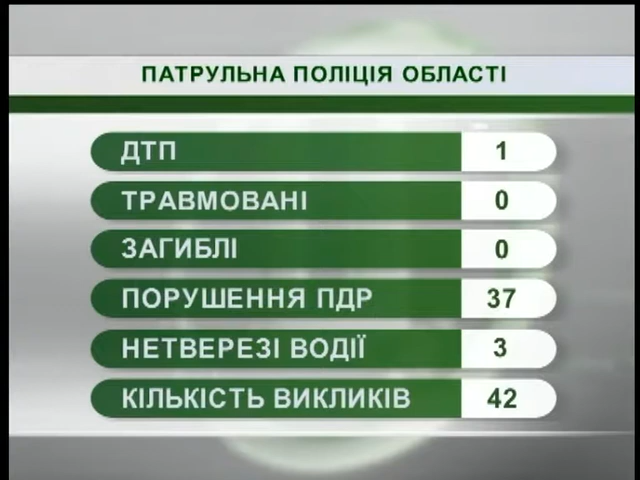 ПАТРУЛЬНА ПОЛІЦІЯ ОБЛАСТІ
ДТП 1
ТРАВМОВАНІ 0
ЗАГИБЛІ 0
ПОРУШЕННЯ ПДР 37
НЕТВЕРЕЗІ ВОДІЇ 3
КІЛЬКІСТЬ ВИКЛИКІВ 42